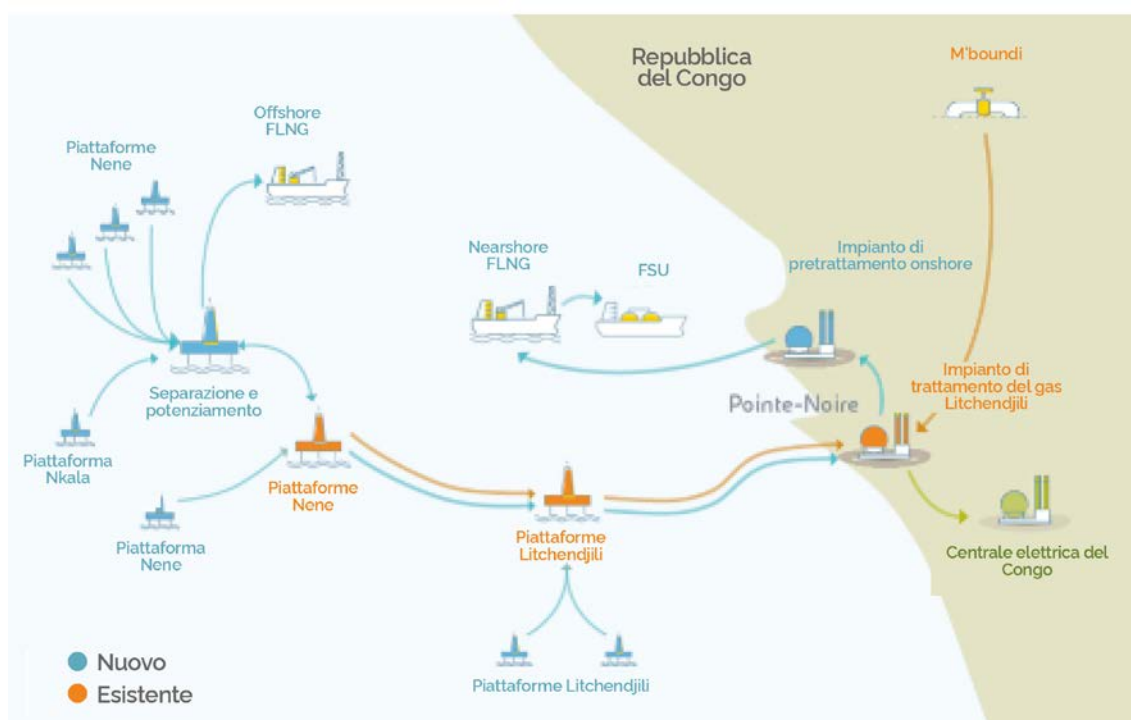 Repubblica
del Congo
M'boundi
Offshore
FLNG
Piattaforme
Nene
Nearshore
FLNG
FSU
Impianto di
pretrattamento onshore
Separazione e
potenziamento
Impianto di
trattamento del gas
Litchendjili
Pointe-Noire
Piattaforma
Nkala
Piattaforme
Nene
Piattaforma
Nene
Piattaforme
Litchendjili
Centrale elettrica del
Congo
Piattaforme Litchendjili
Nuovo
Esistente